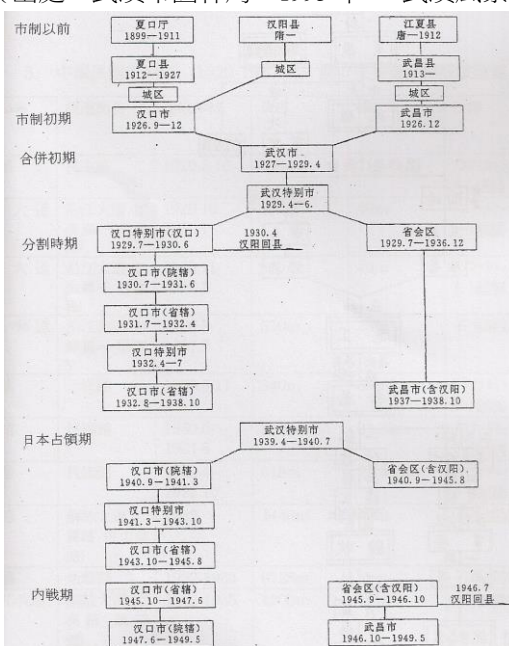 市制以前
夏口厅
1899—1911
汉阳县
隋—
江夏县
唐—1912
夏口县
1912—1927
城区
武昌县
1913—
城区
城区
市制初期
汉口市
1926.9—12
武昌市
1926.12
合併初期
武汉市
1927—1929.4
武汉特别市
1929.4—6.
分割時期
汉口特别市(汉口)
1929.7—1930.6
1930.4
汉阳回县
省会区
1929.7—1936.12
汉口市(院辖)
1930.7—1931.6
汉口市(省辖)
1931.7—1932.4
汉口特别市
1932.4—7
汉口市(省辖)
1932.8—1938.10
武昌市(含汉阳)
1937—1938.10
日本占領期
武汉特别市
1939.4—1940.7
汉口市(院辖)
1940.9—1941.3
省会区(含汉阳)
1940.9—1945.8
汉口特别市
1941.3—1943.10
汉口市(省辖)
1943.10—1945.8
内戦期
汉口市(省辖)
1945.10—1947.6
省会区(含汉阳)
1945.9—1946.10
1946.7
汉阳回县
汉口市(院辖)
1947.6—1949.5
武昌市
1946.10—1949.5